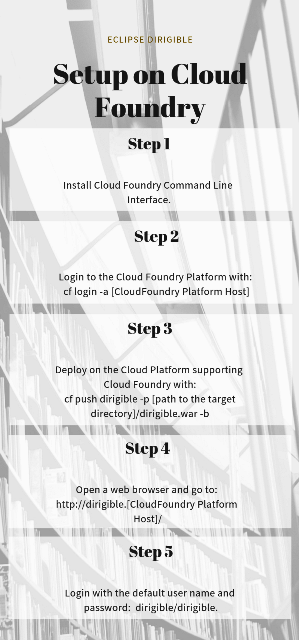 ECLIPSE DIRIGIBLE
Setup on Cloud
Foundry
Step 1
Install Cloud Foundry Command Line
Interface.
Step 2
Login to the Cloud Foundry Platform with:
cf login -a [CloudFoundry Platform Host]
Step 3
Deploy on the Cloud Platform supporting
Cloud Foundry with:
cf push dirigible -p [path to the target
directory]/dirigible.war -b
Step 4
Open a web browser and go to:
http://dirigible.[CloudFoundry Platform
Host]/
Step 5
Login with the default user name and
password: dirigible/dirigible.